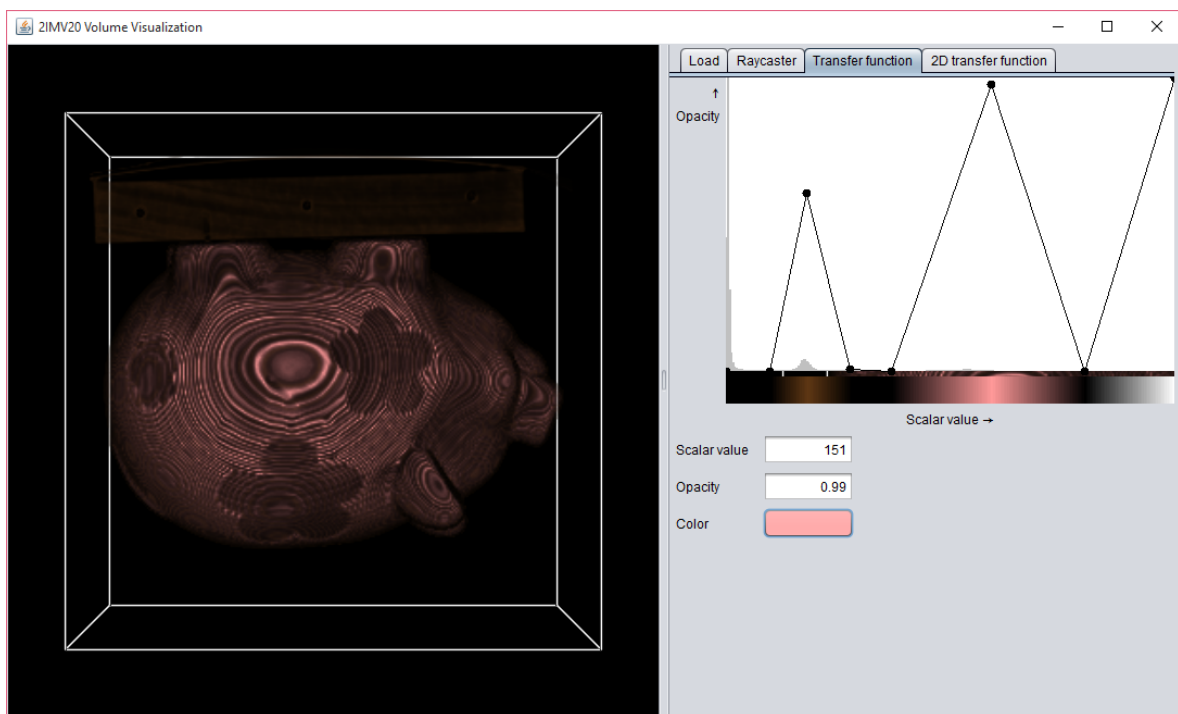 2IMV20 Volume Visualization
Load Raycaster Transfer function 2D transfer function
↑
Opacity
Scalar value →
Scalar value 151
Opacity 0.99
Color